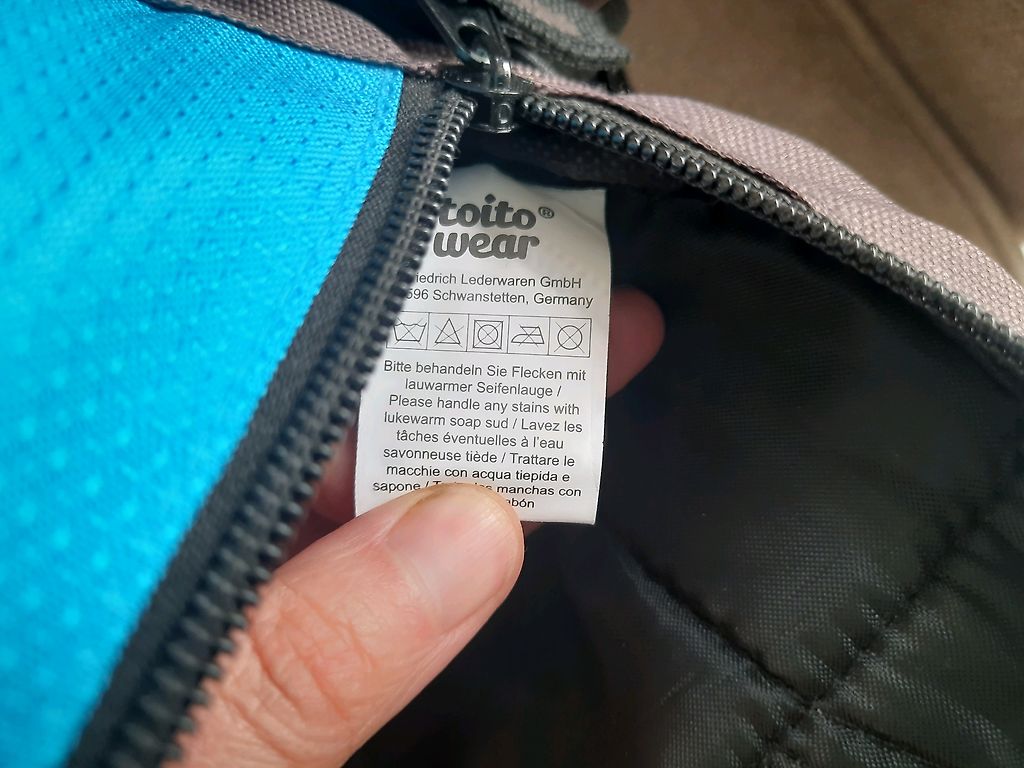 toito®
wear
iedrich Lederwaren GmbH
596 Schwanstetten, Germany
Bitte behandeln Sie Flecken mit
lauwarmer Seifenlauge /
Please handle any stains with
lukewarm soap sud / Lavez les
tâches éventuelles à l'eau
savonneuse tiède / Trattare le
macchie con acqua tiepida e
sapone / manchas con
abón